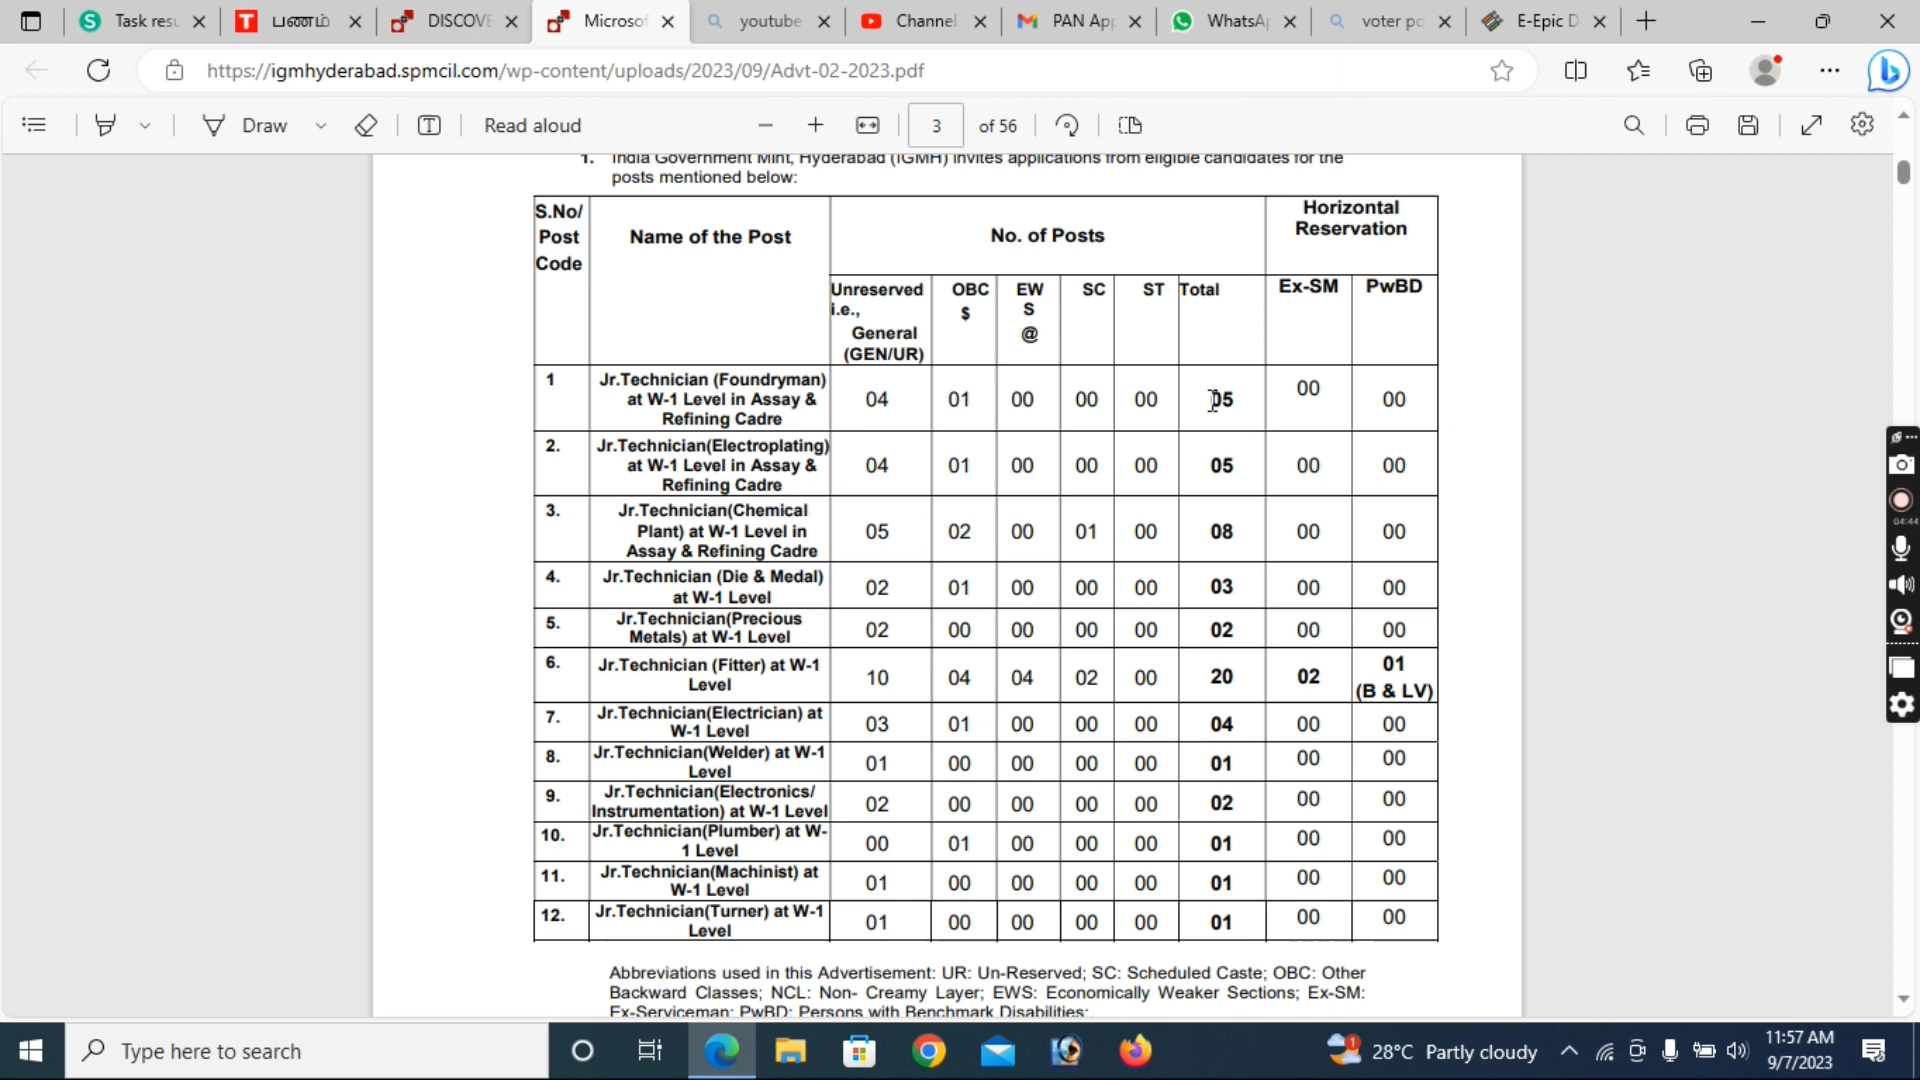 Task resu
பணம்
DISCOVE
Microsof
youtube
Channel
PAN App
WhatsAp
voter po
E-Epic D
https://igmhyderabad.spmcil.com/wp-content/uploads/2023/09/Advt-02-2023.pdf
Draw
Read aloud
3 of 56
1. India Government Mint, Hyderabad (IGMH) invites applications from eligible candidates for the
posts mentioned below:
S.No/
Post
Code
Name of the Post
No. of Posts
Horizontal
Reservation
Unreserved
i.e.,
General
(GEN/UR)
OBC
$
EW
S
@
SC
ST
Total
Ex-SM
PwBD
1
Jr.Technician (Foundryman)
at W-1 Level in Assay &
Refining Cadre
04 01 00 00 00 05 00 00
2.
Jr.Technician(Electroplating)
at W-1 Level in Assay &
Refining Cadre
04 01 00 00 00 05 00 00
3.
Jr.Technician(Chemical
Plant) at W-1 Level in
Assay & Refining Cadre
05 02 00 01 00 08 00 00
4.
Jr.Technician (Die & Medal)
at W-1 Level
02 01 00 00 00 03 00 00
5.
Jr.Technician(Precious
Metals) at W-1 Level
02 00 00 00 00 02 00 00
6.
Jr.Technician (Fitter) at W-1
Level
10 04 04 02 00 20 02 01
(B & LV)
7.
Jr.Technician(Electrician) at
W-1 Level
03 01 00 00 00 04 00 00
8.
Jr.Technician(Welder) at W-1
Level
01 00 00 00 00 01 00 00
9.
Jr.Technician(Electronics/
Instrumentation) at W-1 Level
02 00 00 00 00 02 00 00
10.
Jr.Technician(Plumber) at W-
1 Level
00 01 00 00 00 01 00 00
11.
Jr.Technician(Machinist) at
W-1 Level
01 00 00 00 00 01 00 00
12.
Jr.Technician(Turner) at W-1
Level
01 00 00 00 00 01 00 00
Abbreviations used in this Advertisement: UR: Un-Reserved; SC: Scheduled Caste; OBC: Other
Backward Classes; NCL: Non- Creamy Layer; EWS: Economically Weaker Sections; Ex-SM:
Ex-Serviceman; PwBD: Persons with Benchmark Disabilities;
04:44
Type here to search
28°C Partly cloudy
11:57 AM
9/7/2023